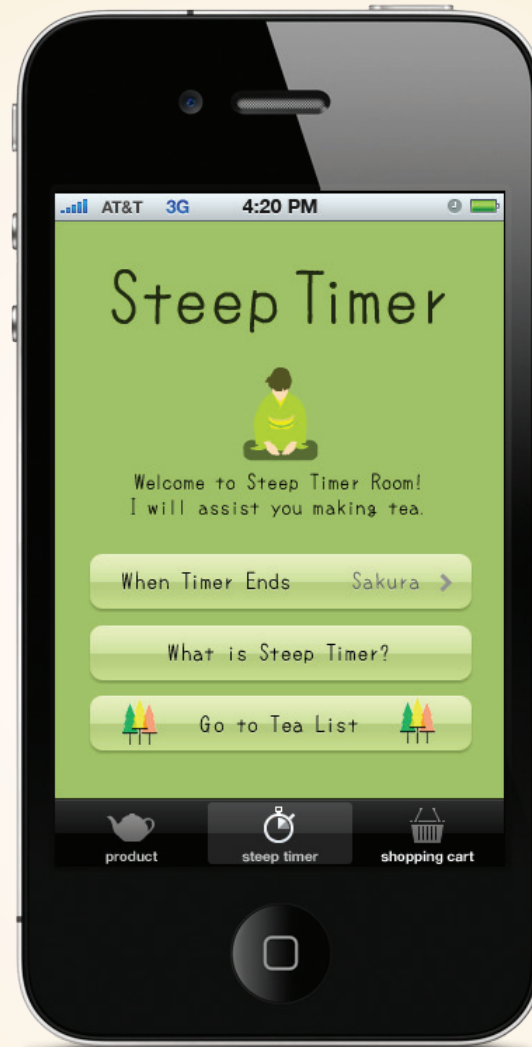 AT&T 3G 4:20 PM
Steep Timer
Welcome to Steep Timer Room!
I will assist you making tea.
When Timer Ends Sakura >
What is Steep Timer?
Go to Tea List
product steep timer shopping cart